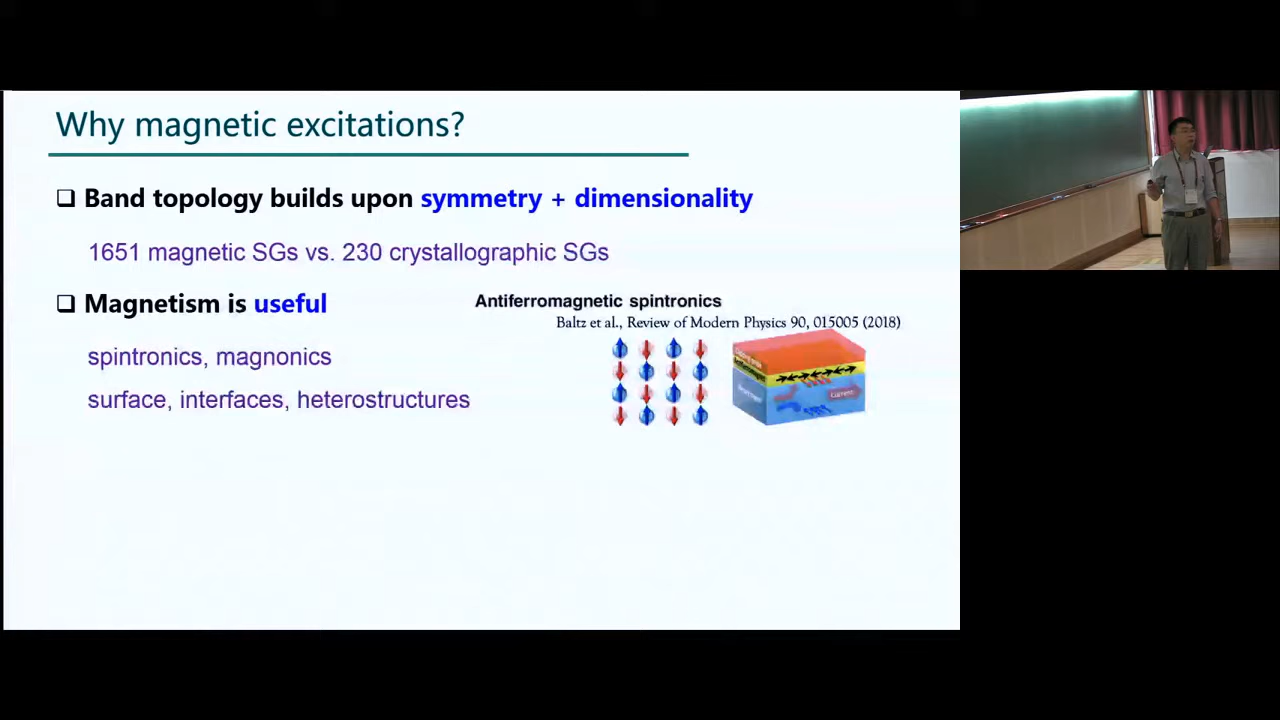 Why magnetic excitations?
Band topology builds upon symmetry + dimensionality
1651 magnetic SGs vs. 230 crystallographic SGs
Magnetism is useful
Antiferromagnetic spintronics
Baltz et al., Review of Modern Physics 90, 015005 (2018)
spintronics, magnonics
surface, interfaces, heterostructures
Current